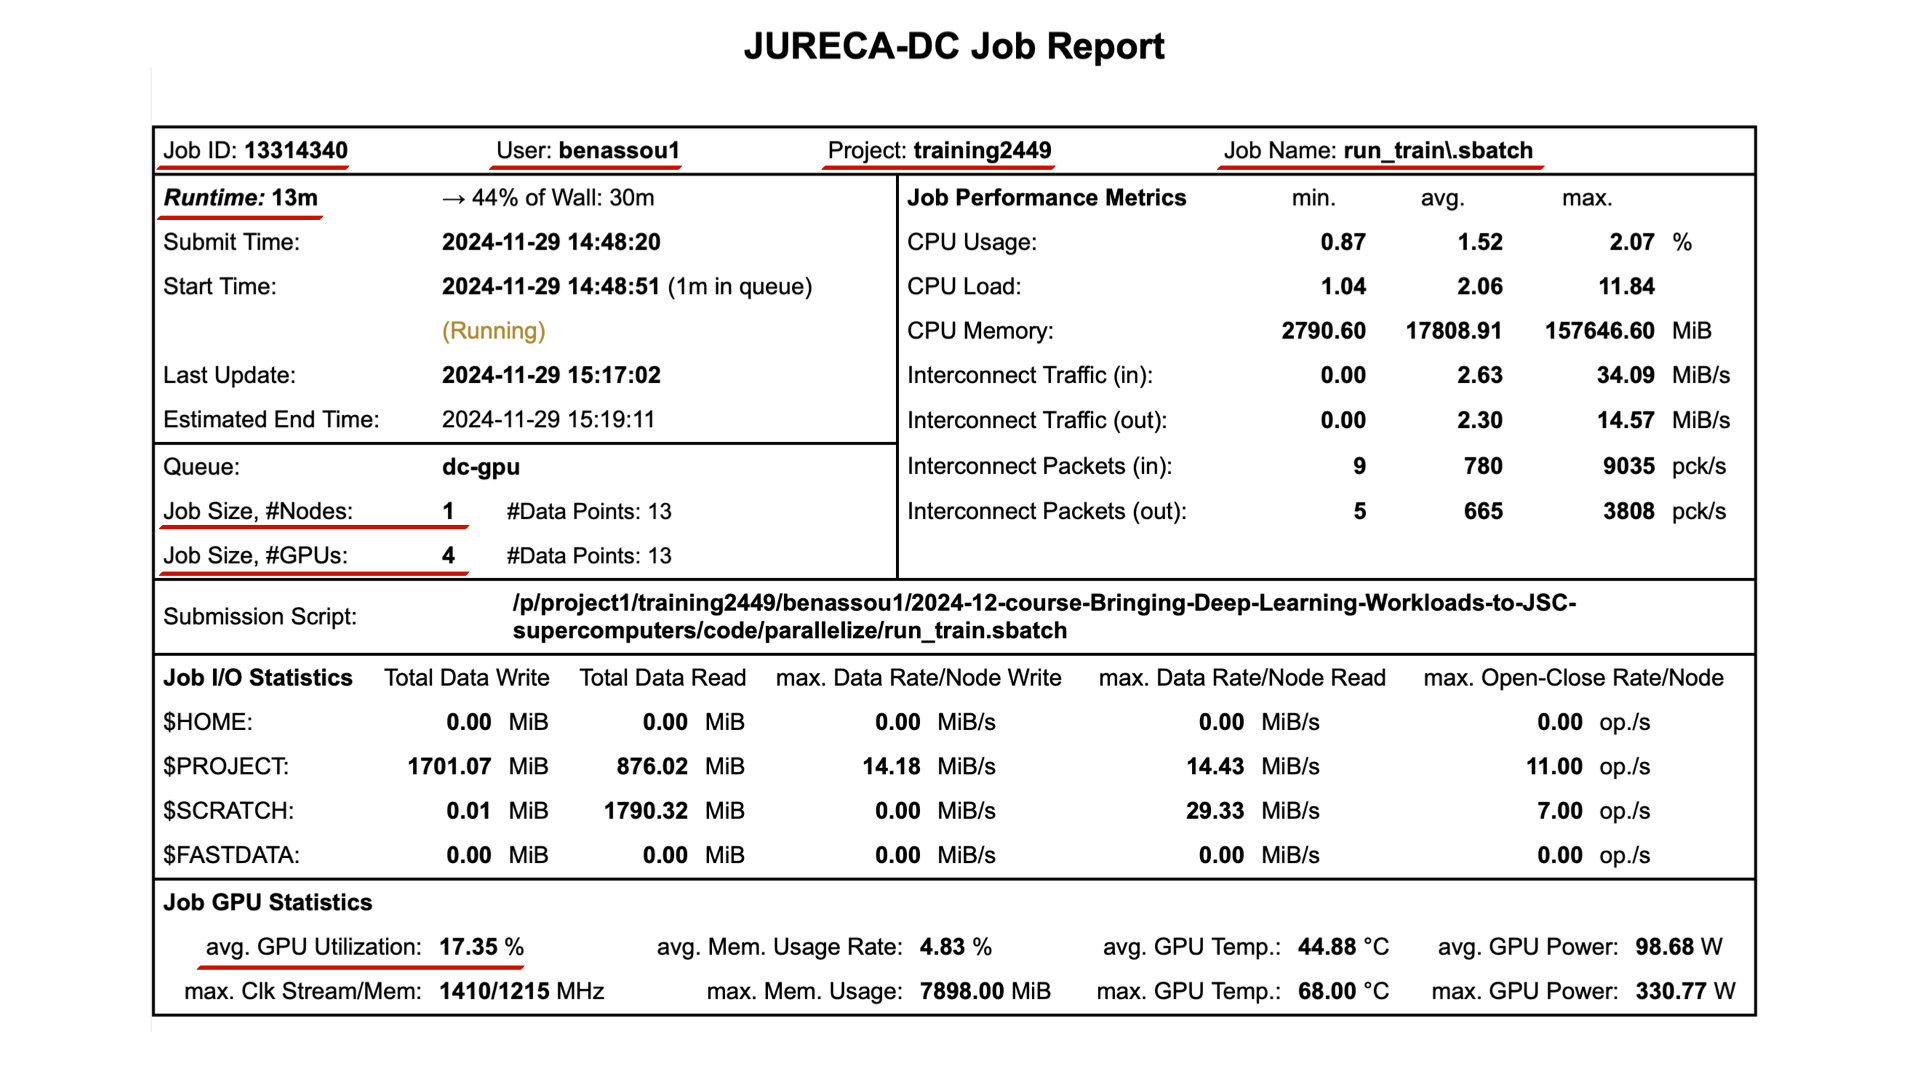 JURECA-DC Job Report
Job ID: 13314340 User: benassou1 Project: training2449 Job Name: run_train\.sbatch
Runtime: 13m → 44% of Wall: 30m
Submit Time: 2024-11-29 14:48:20
Start Time: 2024-11-29 14:48:51 (1m in queue)
(Running)
Last Update: 2024-11-29 15:17:02
Estimated End Time: 2024-11-29 15:19:11
Queue: dc-gpu
Job Size, #Nodes: 1 #Data Points: 13
Job Size, #GPUs: 4 #Data Points: 13
Job Performance Metrics min. avg. max.
CPU Usage: 0.87 1.52 2.07 %
CPU Load: 1.04 2.06 11.84
CPU Memory: 2790.60 17808.91 157646.60 MiB
Interconnect Traffic (in): 0.00 2.63 34.09 MiB/s
Interconnect Traffic (out): 0.00 2.30 14.57 MiB/s
Interconnect Packets (in): 9 780 9035 pck/s
Interconnect Packets (out): 5 665 3808 pck/s
Submission Script: /p/project1/training2449/benassou1/2024-12-course-Bringing-Deep-Learning-Workloads-to-JSC-
supercomputers/code/parallelize/run_train.sbatch
Job I/O Statistics Total Data Write Total Data Read max. Data Rate/Node Write max. Data Rate/Node Read max. Open-Close Rate/Node
$HOME: 0.00 MiB 0.00 MiB 0.00 MiB/s 0.00 MiB/s 0.00 op./s
$PROJECT: 1701.07 MiB 876.02 MiB 14.18 MiB/s 14.43 MiB/s 11.00 op./s
$SCRATCH: 0.01 MiB 1790.32 MiB 0.00 MiB/s 29.33 MiB/s 7.00 op./s
$FASTDATA: 0.00 MiB 0.00 MiB 0.00 MiB/s 0.00 MiB/s 0.00 op./s
Job GPU Statistics
avg. GPU Utilization: 17.35 % avg. Mem. Usage Rate: 4.83 % avg. GPU Temp.: 44.88 °C avg. GPU Power: 98.68 W
max. Clk Stream/Mem: 1410/1215 MHz max. Mem. Usage: 7898.00 MiB max. GPU Temp.: 68.00 °C max. GPU Power: 330.77 W